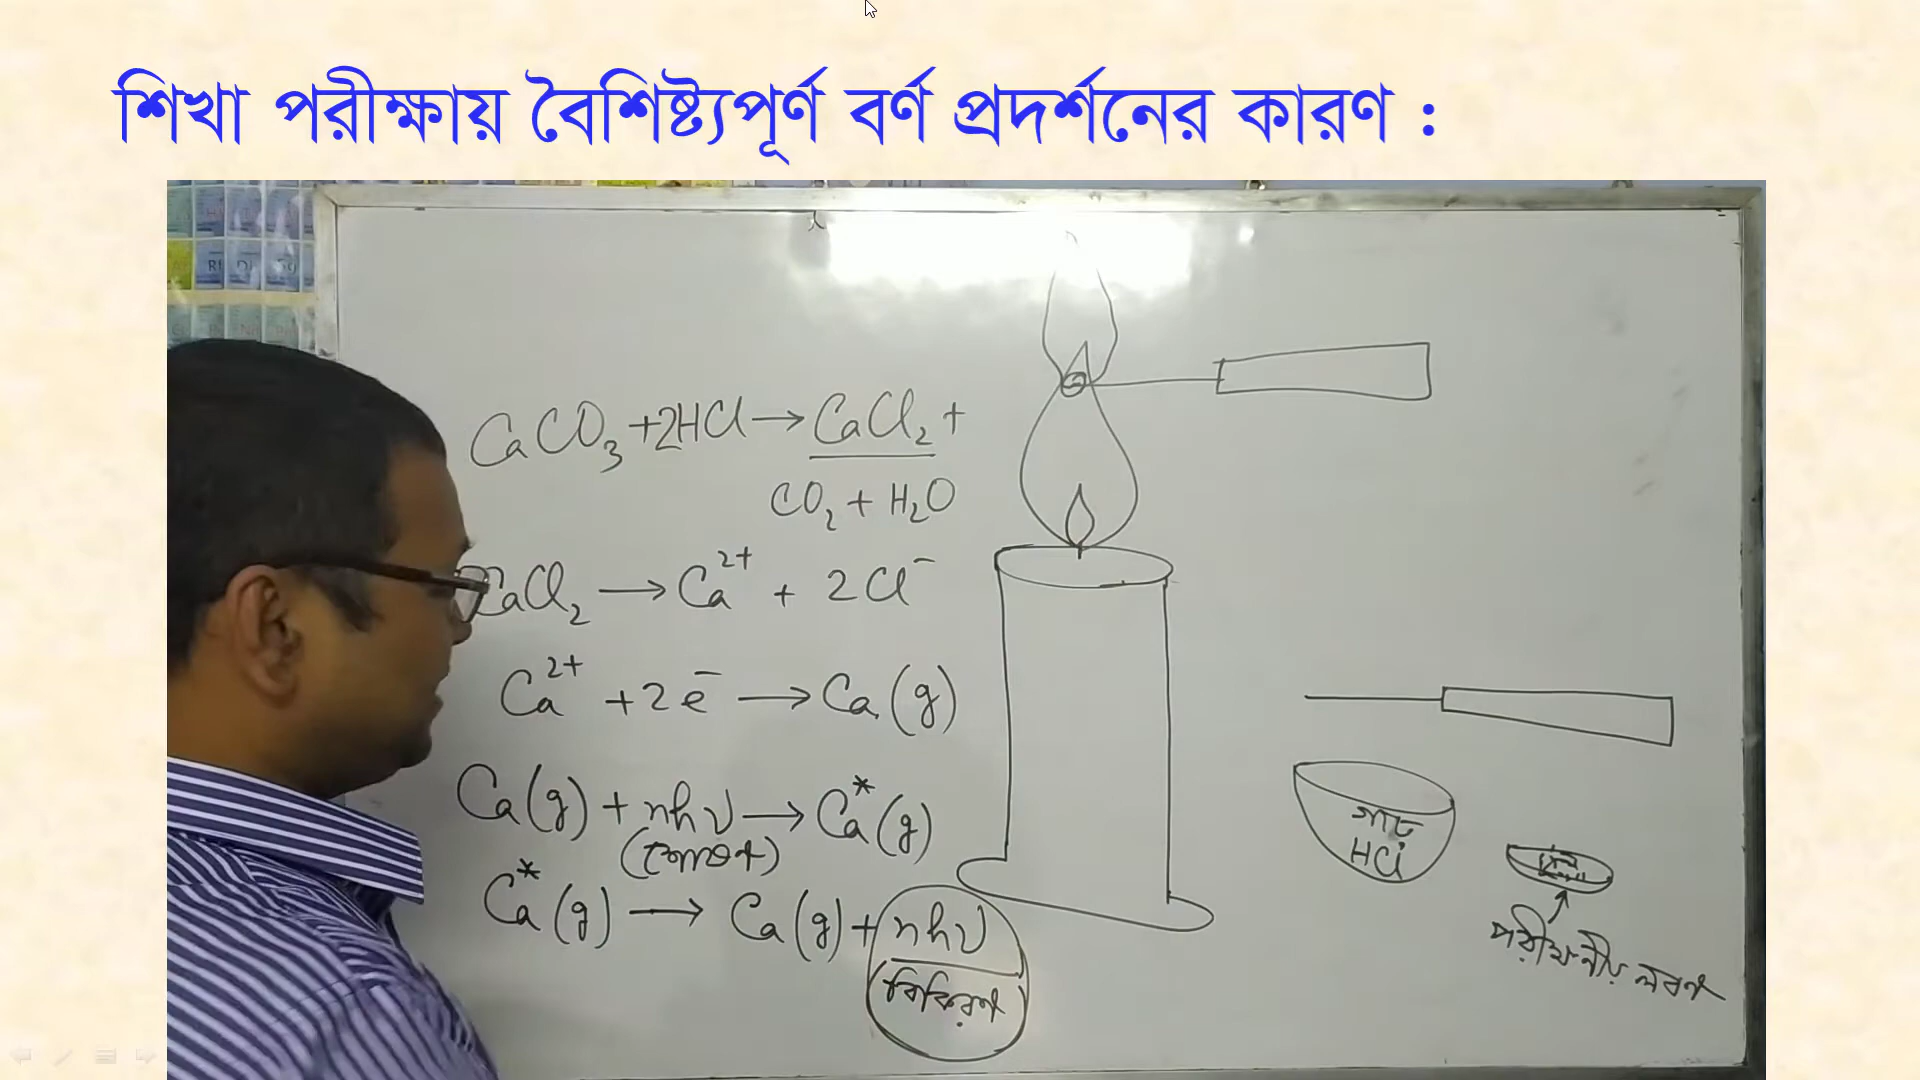 শিখা পরীক্ষায় বৈশিষ্ট্যপূর্ণ বর্ণ প্রদর্শনের কারণ :
CaCO₃ + 2HCl → CaCl₂ +
CO₂ + H₂O
CaCl₂ → Ca²⁺ + 2Cl⁻
Ca²⁺ + 2e⁻ → Ca(g)
Ca(g) + nhν → Ca*(g)
(শোষণ)
Ca*(g) → Ca(g) + nhν
বিকিরণ
গাঢ়
HCl
পরীক্ষনীয় লবণ